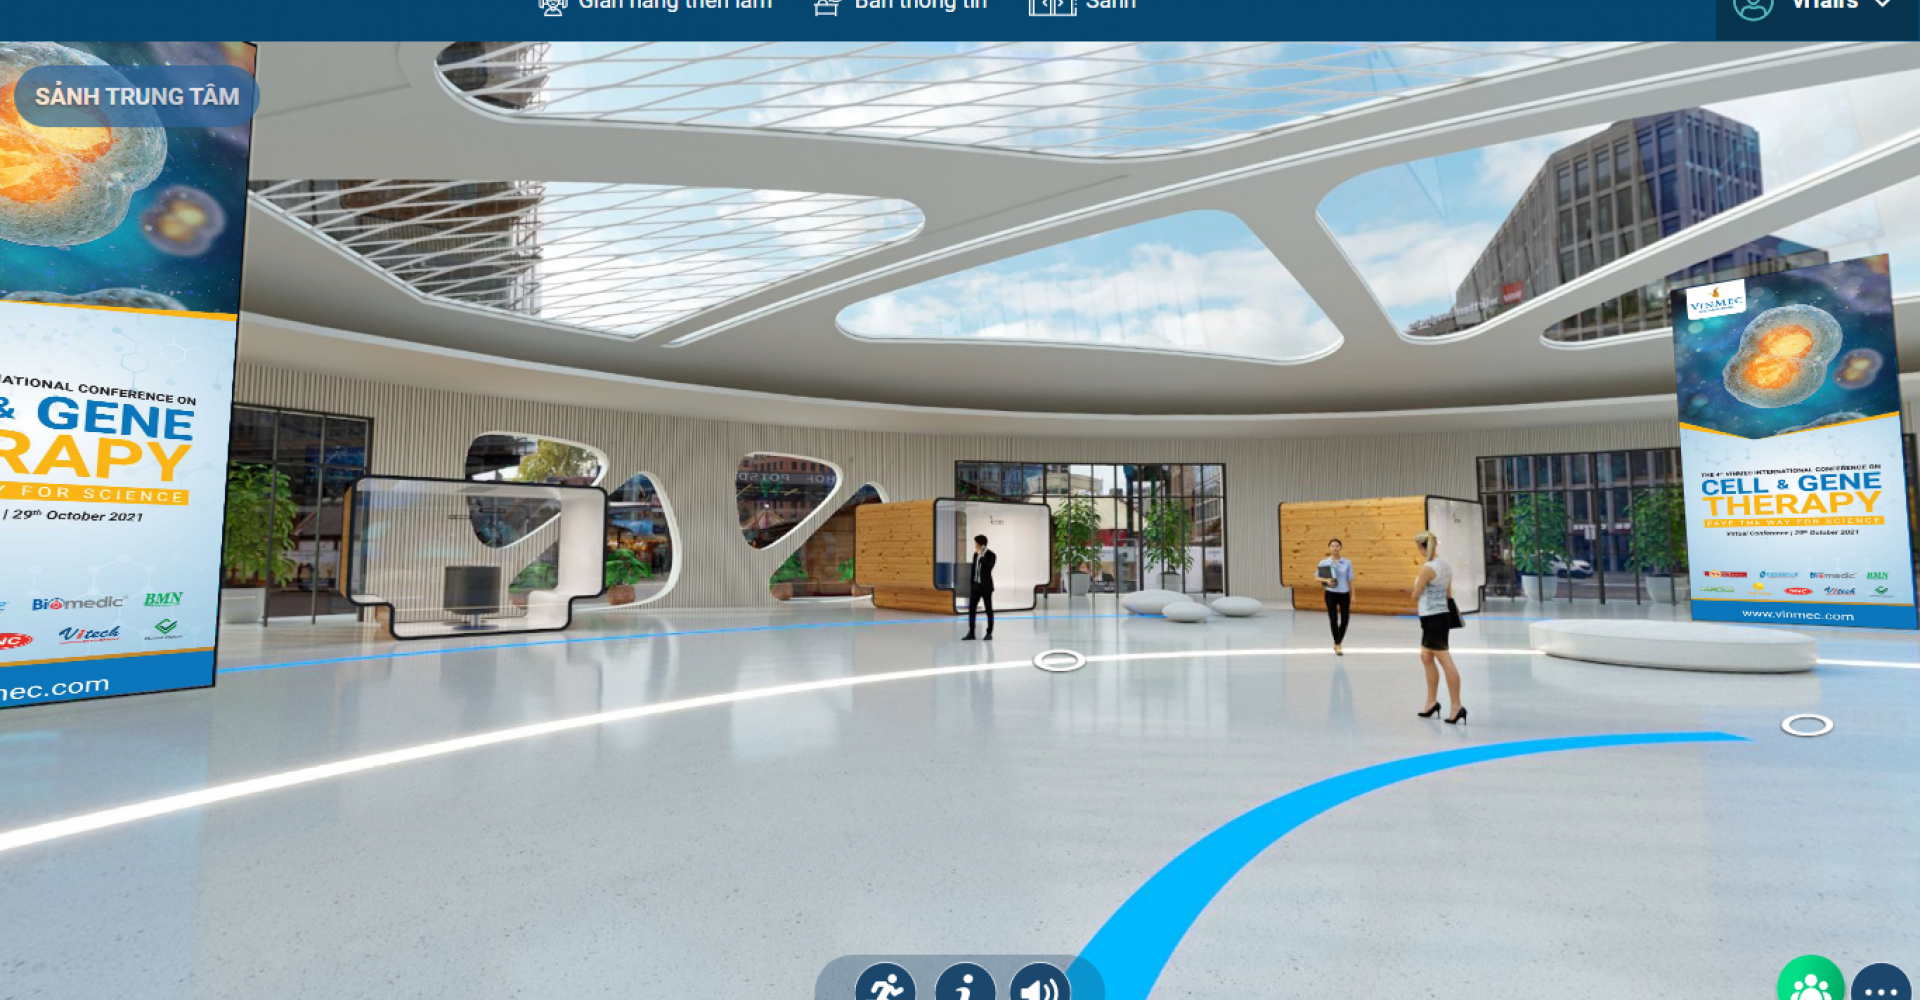 Gian hàng triển lãm
Bàn thông tin
Sảnh
vrfairs
SẢNH TRUNG TÂM
ATIONAL CONFERENCE ON
& GENE
RAPY
Y FOR SCIENCE
| 29th October 2021
Biomedic
BMN
NC
Vitech
mec.com
VINMEC
THE 4th VINMEC INTERNATIONAL CONFERENCE ON
CELL & GENE
THERAPY
PAVE THE WAY FOR SCIENCE
Virtual Conference | 29th October 2021
Biomedic
BMN
Vitech
www.vinmec.com